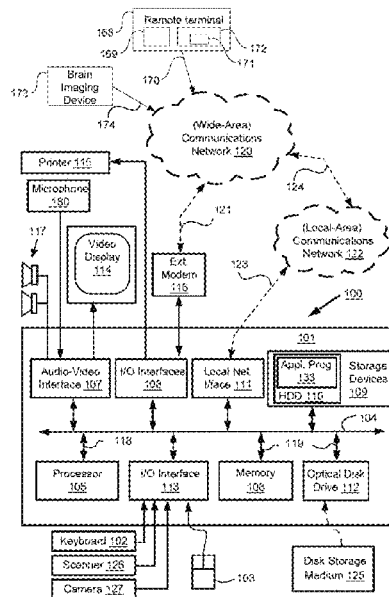 168
Remote terminal
169
172
171
170
173
Brain
Imaging
Device
174
(Wide-Area)
Communications
Network 120
124
Printer 115
Microphone
180
121
(Local-Area)
Communications
Network 122
117
Video
Display
114
Ext.
Modem
116
123
100
101
Appl. Prog
133
HDD 110
Storage
Devices
109
Audio-Video
Interface 107
I/O Interfaces
108
Local Net.
I/face 111
104
118
119
Processor
105
I/O Interface
113
Memory
106
Optical Disk
Drive 112
Keyboard 102
Scanner 126
Camera 127
103
Disk Storage
Medium 125